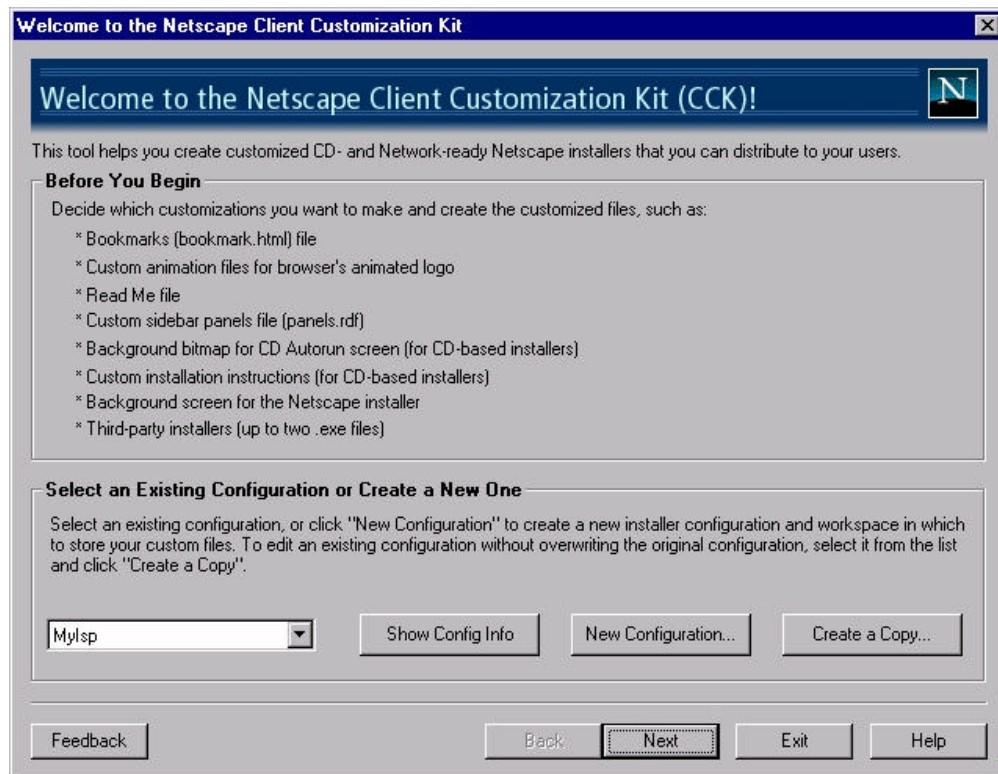 Welcome to the Netscape Client Customization Kit
Welcome to the Netscape Client Customization Kit (CCK)!
N
This tool helps you create customized CD- and Network-ready Netscape installers that you can distribute to your users.
Before You Begin
Decide which customizations you want to make and create the customized files, such as:
* Bookmarks (bookmark.html) file
* Custom animation files for browser's animated logo
* Read Me file
* Custom sidebar panels file (panels.rdf)
* Background bitmap for CD Autorun screen (for CD-based installers)
* Custom installation instructions (for CD-based installers)
* Background screen for the Netscape installer
* Third-party installers (up to two .exe files)
Select an Existing Configuration or Create a New One
Select an existing configuration, or click "New Configuration" to create a new installer configuration and workspace in which
to store your custom files. To edit an existing configuration without overwriting the original configuration, select it from the list
and click "Create a Copy".
MyIsp
Show Config Info
New Configuration...
Create a Copy...
Feedback
Back
Next
Exit
Help